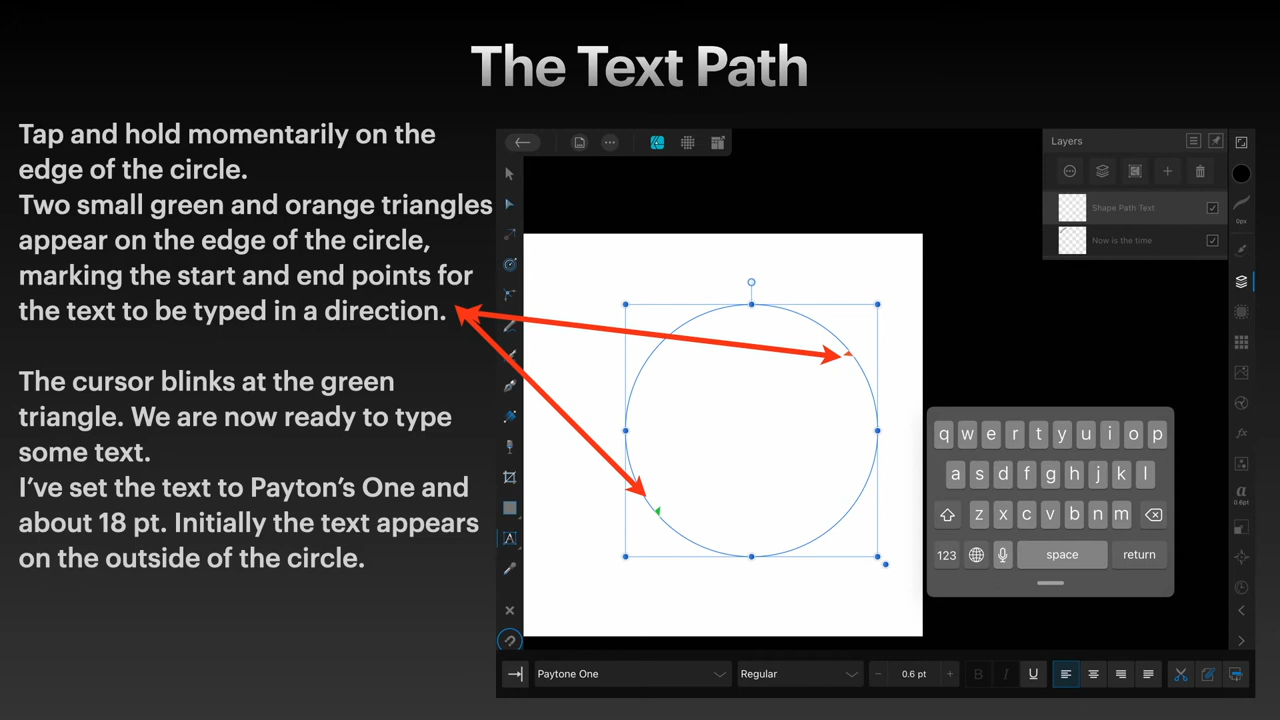 The Text Path
Tap and hold momentarily on the
edge of the circle.
Two small green and orange triangles
appear on the edge of the circle,
marking the start and end points for
the text to be typed in a direction.
The cursor blinks at the green
triangle. We are now ready to type
some text.
I’ve set the text to Payton’s One and
about 18 pt. Initially the text appears
on the outside of the circle.
Layers
Shape Path Text
Now is the time
0px
fx
a
0.6pt
q w e r t y u i o p
a s d f g h j k l
z x c v b n m
123 space return
Paytone One Regular 0.6 pt B I U